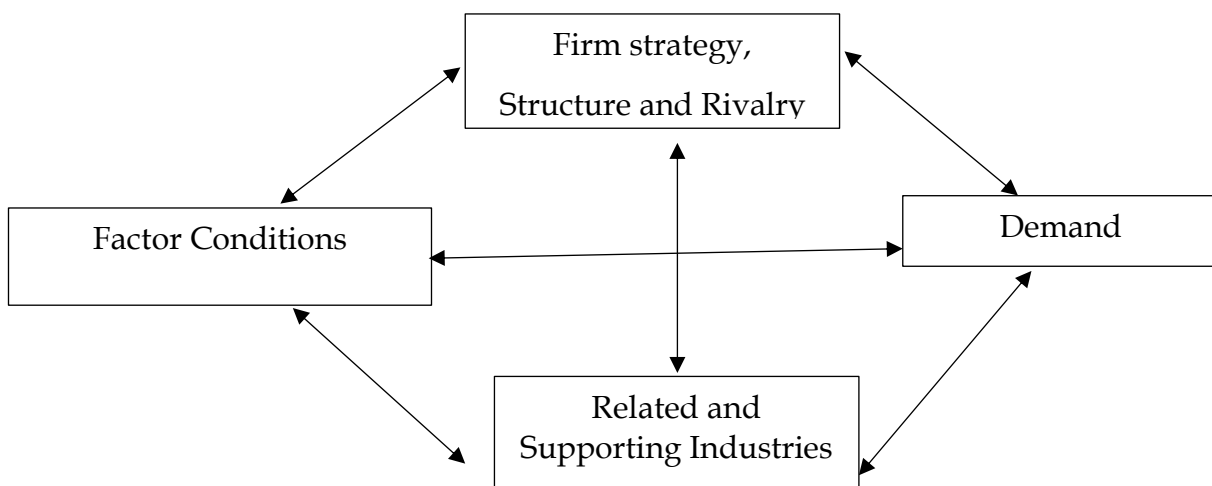 Firm strategy,
Structure and Rivalry
Factor Conditions
Demand
Related and
Supporting Industries